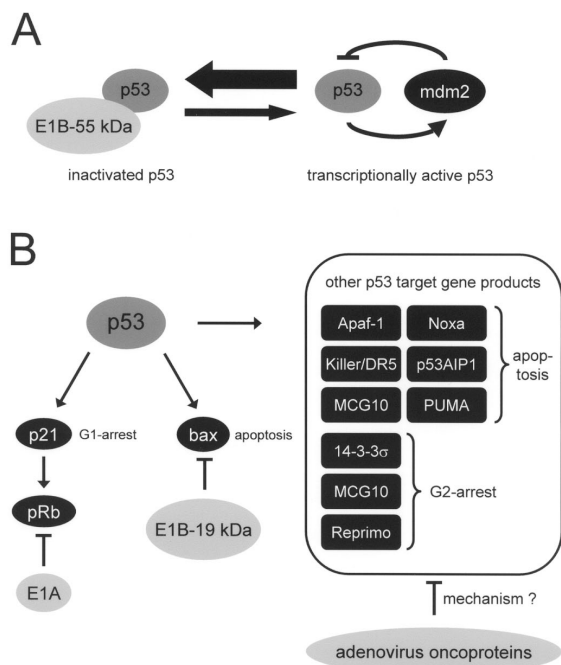 A
p53
E1B-55 kDa
p53
mdm2
inactivated p53
transcriptionally active p53
B
other p53 target gene products
p53
Apaf-1
Noxa
Killer/DR5
p53AIP1
apop-
tosis
MCG10
PUMA
p21
G1-arrest
bax
apoptosis
14-3-3σ
MCG10
G2-arrest
Reprimo
pRb
E1B-19 kDa
E1A
mechanism ?
adenovirus oncoproteins